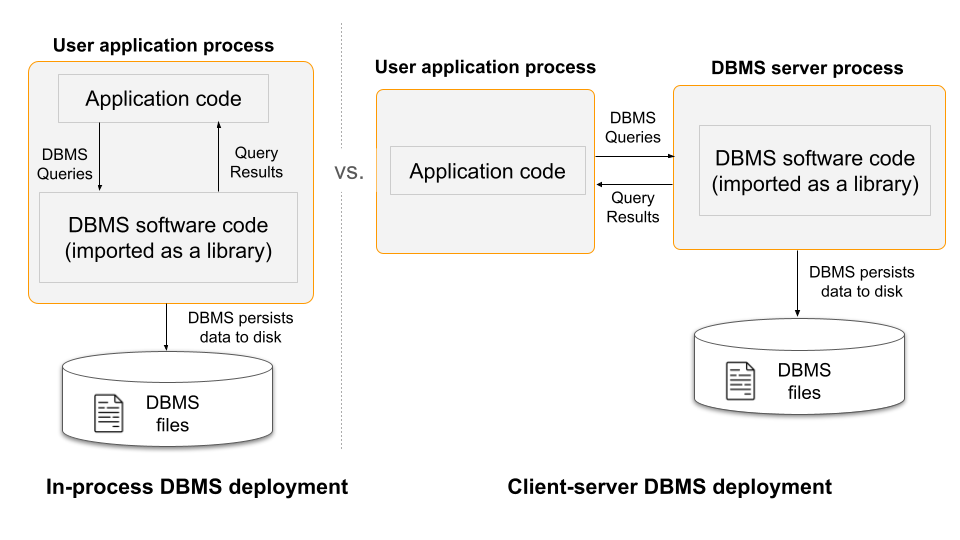 User application process
Application code
DBMS
Queries
Query
Results
DBMS software code
(imported as a library)
DBMS persists
data to disk
DBMS
files
In-process DBMS deployment
vs.
User application process
Application code
DBMS
Queries
Query
Results
DBMS server process
DBMS software code
(imported as a library)
DBMS persists
data to disk
DBMS
files
Client-server DBMS deployment